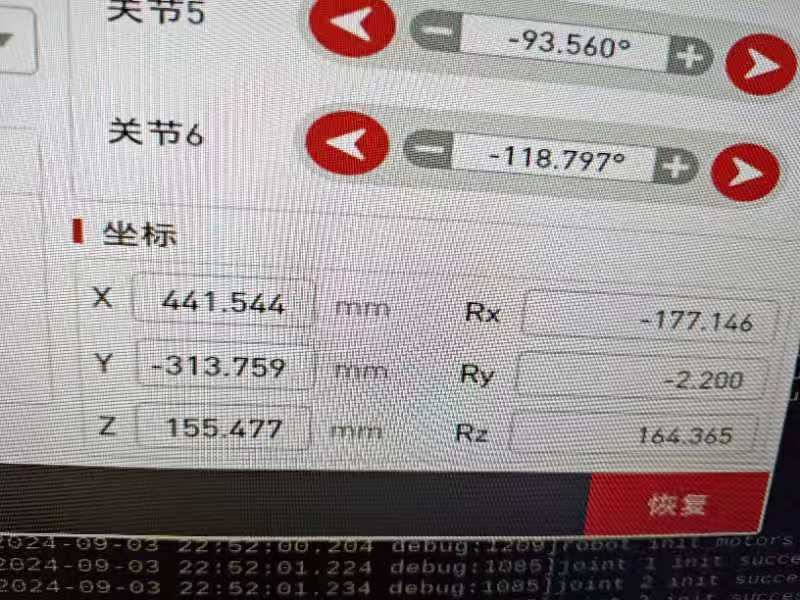 关节5 -93.560°
关节6 -118.797°
坐标
X 441.544 mm Rx -177.146
Y -313.759 mm Ry -2.200
Z 155.477 mm Rz 164.365
恢复
2024-09-03 22:52:00.204 debug:1209]robot init motors
2024-09-03 22:52:01.224 debug:1085]joint 1 init succe
2024-09-03 22:52:01.234 debug:1085]joint 2 init succes